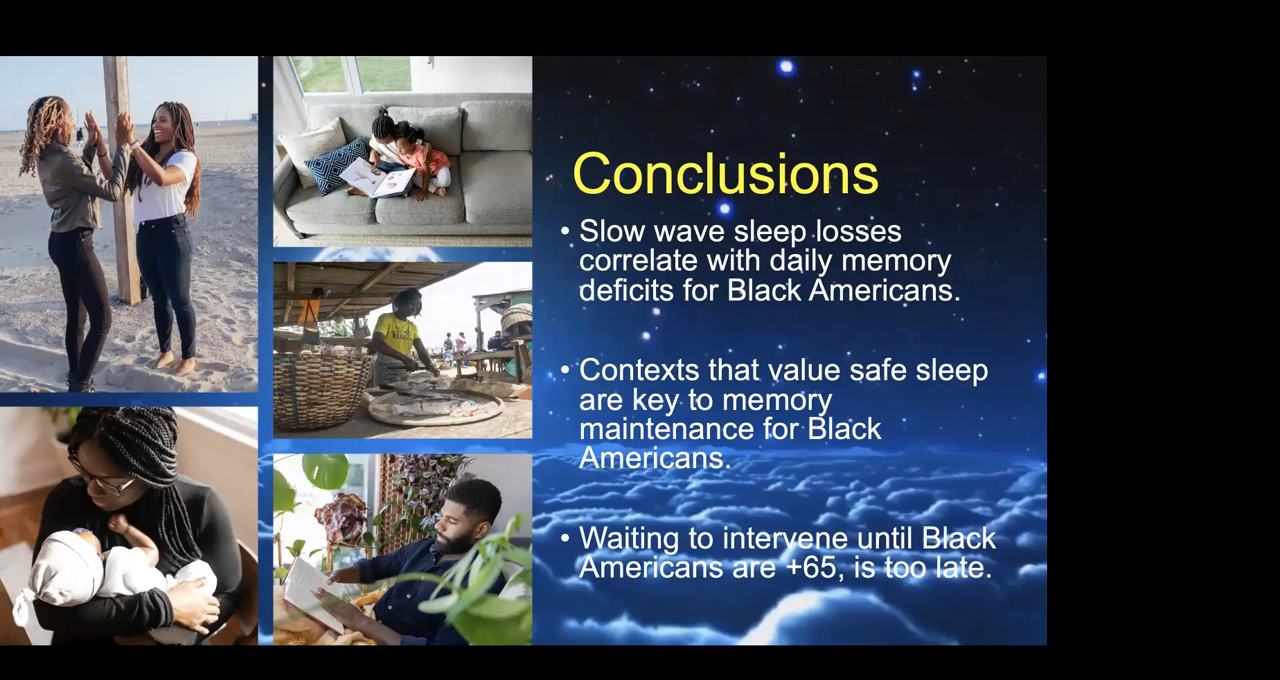 Conclusions
• Slow wave sleep losses
correlate with daily memory
deficits for Black Americans.
• Contexts that value safe sleep
are key to memory
maintenance for Black
Americans.
• Waiting to intervene until Black
Americans are +65, is too late.